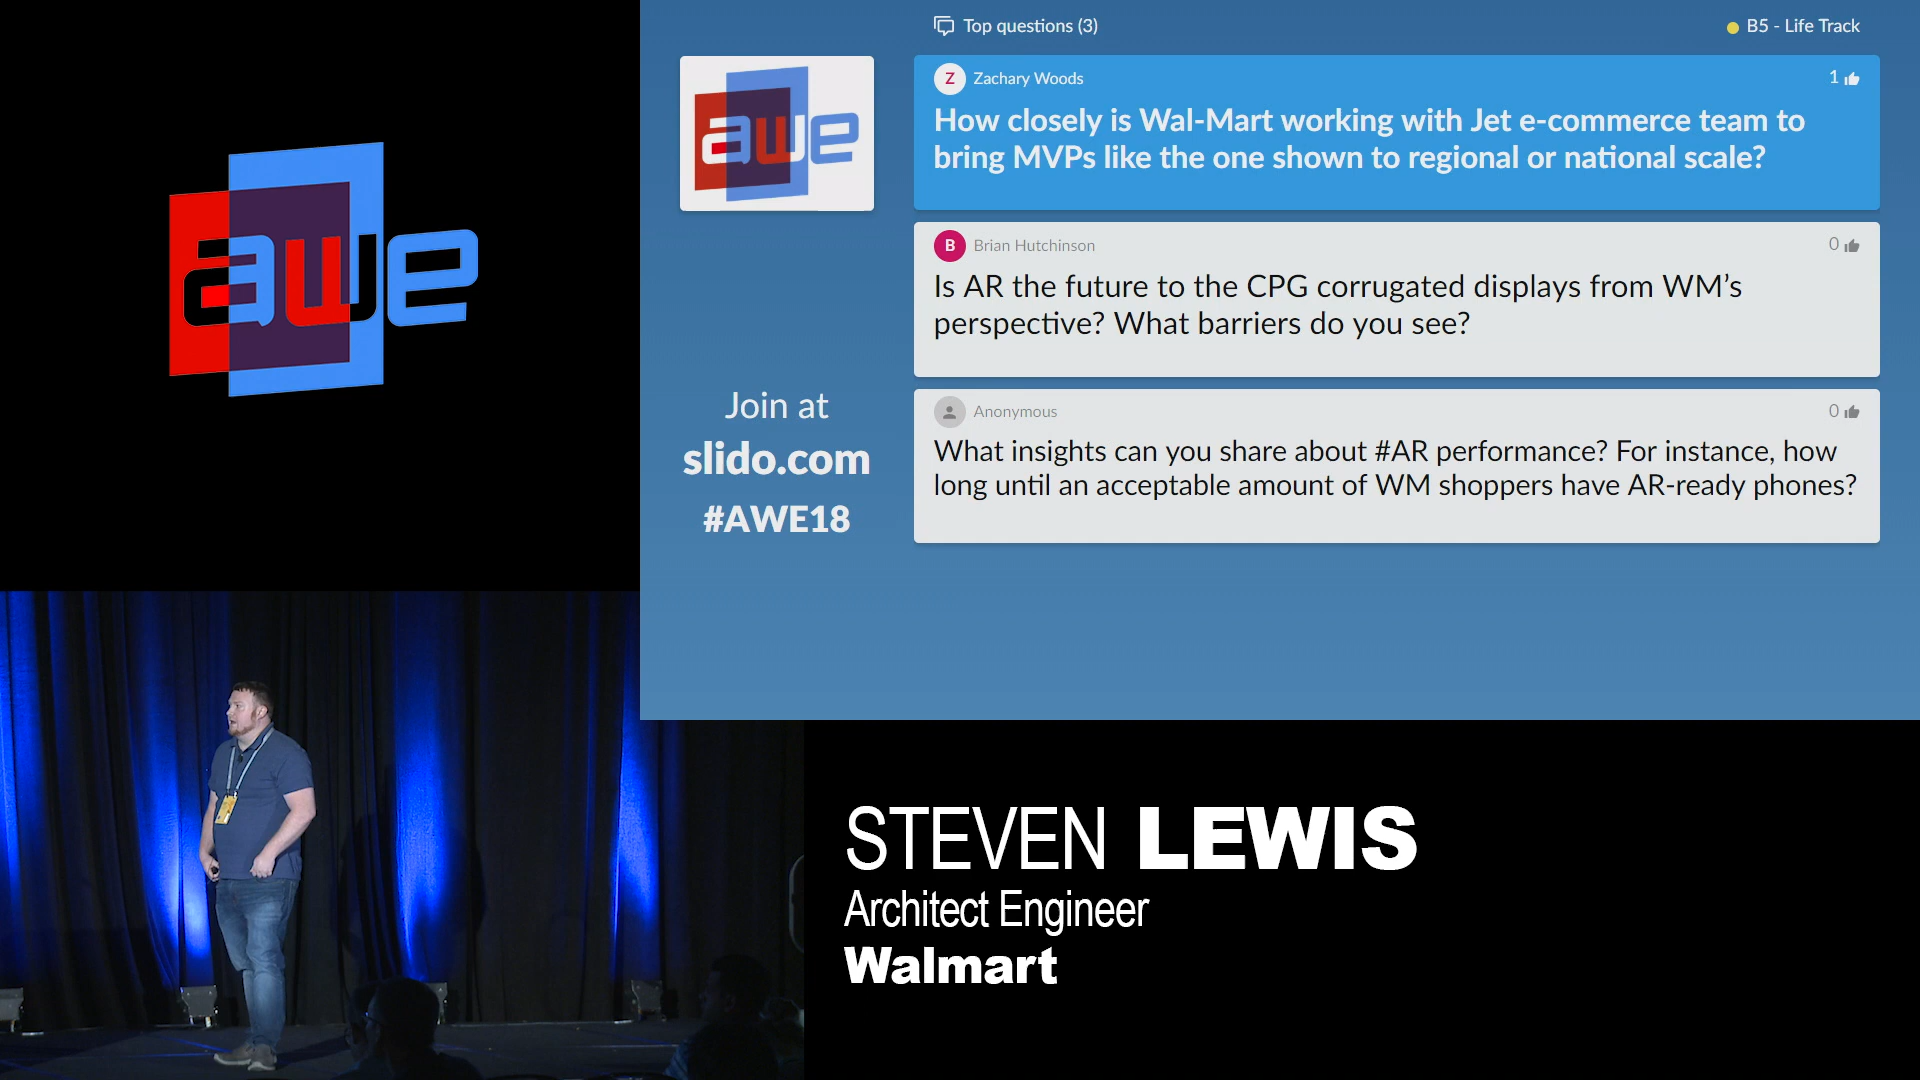 awe
Top questions (3)
B5 - Life Track
awe
Z Zachary Woods
1
How closely is Wal-Mart working with Jet e-commerce team to
bring MVPs like the one shown to regional or national scale?
B Brian Hutchinson
0
Is AR the future to the CPG corrugated displays from WM’s
perspective? What barriers do you see?
Anonymous
0
What insights can you share about #AR performance? For instance, how
long until an acceptable amount of WM shoppers have AR-ready phones?
Join at
slido.com
#AWE18
STEVEN LEWIS
Architect Engineer
Walmart